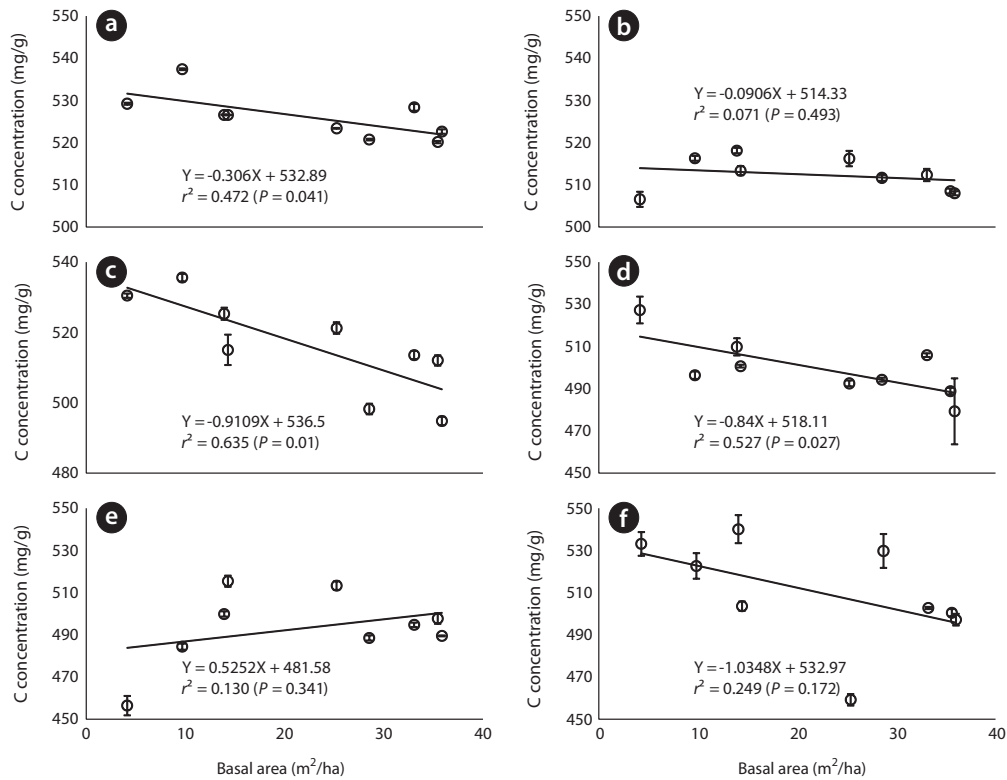 a
C concentration (mg/g)
550
540
530
520
510
500
Y = -0.306X + 532.89
r² = 0.472 (P = 0.041)
b
C concentration (mg/g)
550
540
530
520
510
500
Y = -0.0906X + 514.33
r² = 0.071 (P = 0.493)
c
C concentration (mg/g)
540
520
500
480
Y = -0.9109X + 536.5
r² = 0.635 (P = 0.01)
d
C concentration (mg/g)
550
530
510
490
470
450
Y = -0.84X + 518.11
r² = 0.527 (P = 0.027)
e
C concentration (mg/g)
550
530
510
490
470
450
Y = 0.5252X + 481.58
r² = 0.130 (P = 0.341)
0 10 20 30 40
Basal area (m²/ha)
f
C concentration (mg/g)
550
530
510
490
470
450
Y = -1.0348X + 532.97
r² = 0.249 (P = 0.172)
0 10 20 30 40
Basal area (m²/ha)